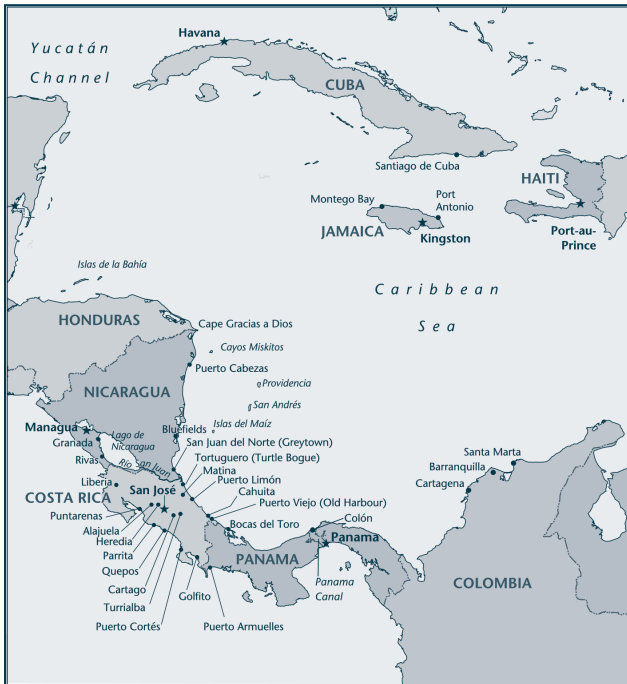 Havana
Yucatán
Channel
CUBA
Santiago de Cuba
HAITI
Montego Bay
Port
Antonio
JAMAICA
Kingston
Port-au-
Prince
Islas de la Bahía
Caribbean
Sea
HONDURAS
Cape Gracias a Dios
Cayos Miskitos
Puerto Cabezas
NICARAGUA
Providencia
San Andrés
Managua
Bluefields
Islas del Maíz
Granada
Lago de
Nicaragua
San Juan del Norte (Greytown)
Rivas
Río San Juan
Tortuguero (Turtle Bogue)
Matina
Santa Marta
Barranquilla
Liberia
Puerto Limón
Cartagena
COSTA RICA
San José
Cahuita
Puerto Viejo (Old Harbour)
Puntarenas
Bocas del Toro
Colón
Alajuela
Heredia
Panama
Parrita
PANAMA
Quepos
Panama
Canal
COLOMBIA
Cartago
Golfito
Turrialba
Puerto Cortés
Puerto Armuelles